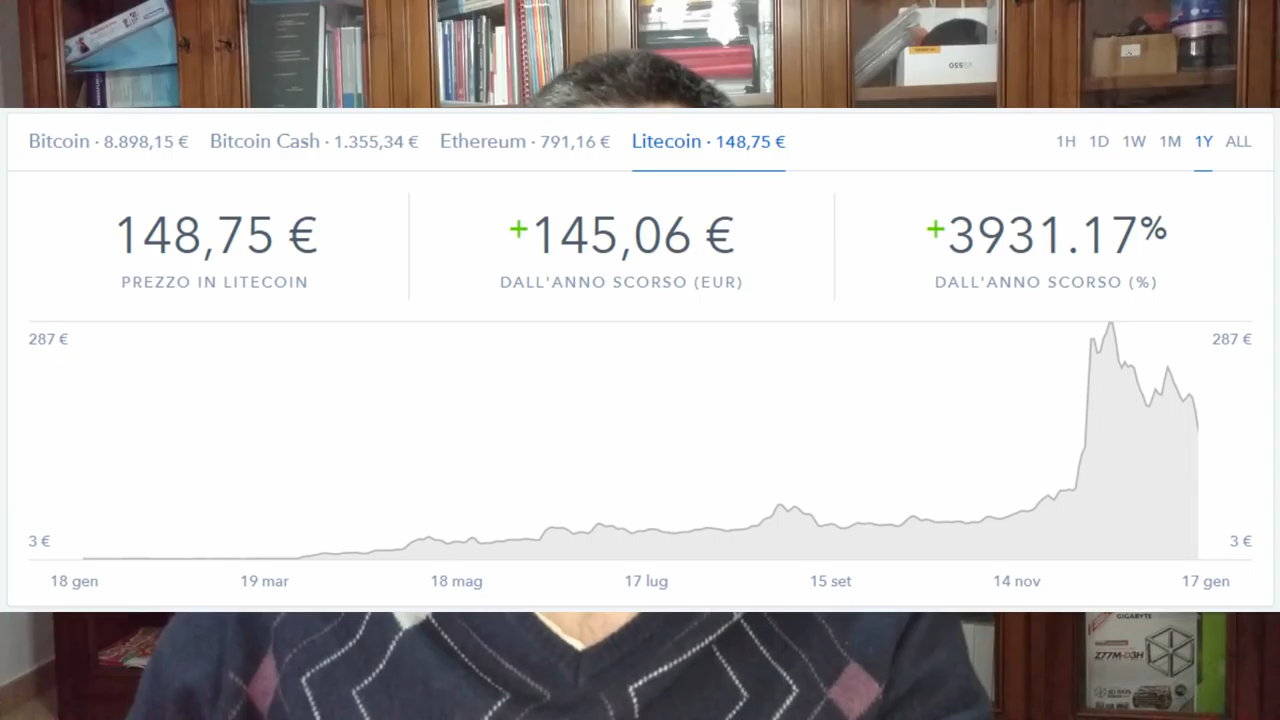 OSSBA
Bitcoin · 8.898,15 € Bitcoin Cash · 1.355,34 € Ethereum · 791,16 € Litecoin · 148,75 € 1H 1D 1W 1M 1Y ALL
148,75 € +145,06 € +3931.17%
PREZZO IN LITECOIN DALL'ANNO SCORSO (EUR) DALL'ANNO SCORSO (%)
287 € 287 €
3 € 3 €
18 gen 19 mar 18 mag 17 lug 15 set 14 nov 17 gen
GIGABYTE
Z77M-D3H